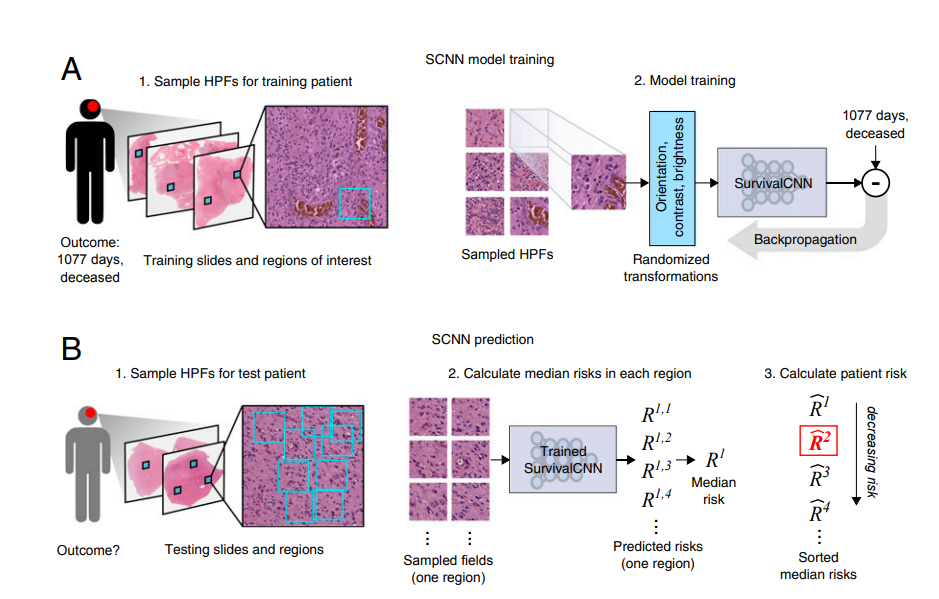 A
SCNN model training
1. Sample HPFs for training patient
2. Model training
Outcome:
1077 days,
deceased
Training slides and regions of interest
Sampled HPFs
Orientation,
contrast, brightness
Randomized
transformations
SurvivalCNN
1077 days,
deceased
-
Backpropagation
B
SCNN prediction
1. Sample HPFs for test patient
2. Calculate median risks in each region
3. Calculate patient risk
Outcome?
Testing slides and regions
⋮ ⋮
Sampled fields
(one region)
Trained
SurvivalCNN
R^{1,1}
R^{1,2}
R^{1,3}
R^{1,4}
⋮
Predicted risks
(one region)
R^1
Median
risk
R̂^1
R̂^2
R̂^3
R̂^4
⋮
decreasing risk
Sorted
median risks